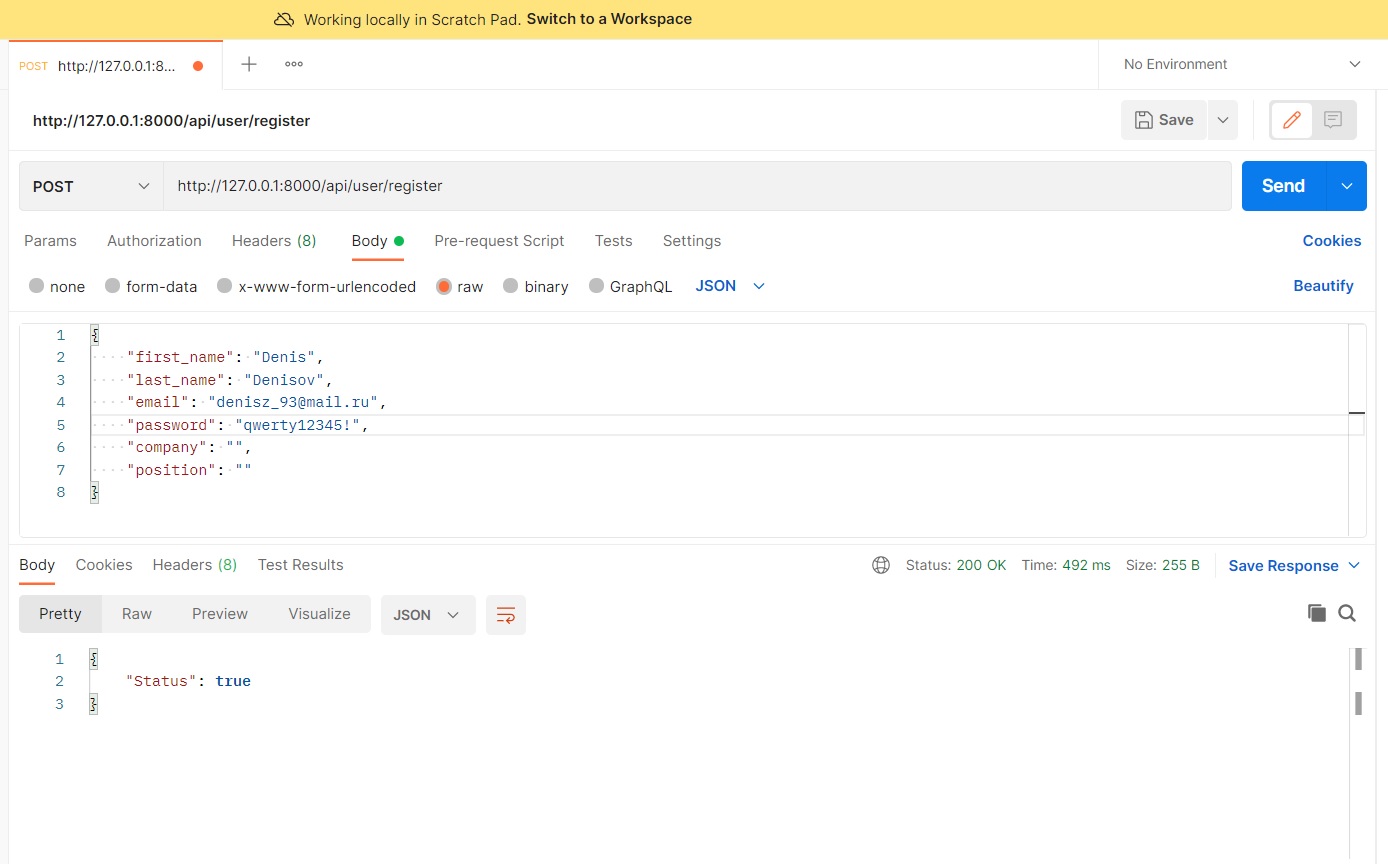 Working locally in Scratch Pad. Switch to a Workspace
POST http://127.0.0.1:8...
No Environment
http://127.0.0.1:8000/api/user/register
Save
POST http://127.0.0.1:8000/api/user/register
Send
Params Authorization Headers (8) Body Pre-request Script Tests Settings Cookies
none form-data x-www-form-urlencoded raw binary GraphQL JSON Beautify
1 {
2 "first_name": "Denis",
3 "last_name": "Denisov",
4 "email": "denisz_93@mail.ru",
5 "password": "qwerty12345!",
6 "company": "",
7 "position": ""
8 }
Body Cookies Headers (8) Test Results Status: 200 OK Time: 492 ms Size: 255 B Save Response
Pretty Raw Preview Visualize JSON
1 {
2 "Status": true
3 }